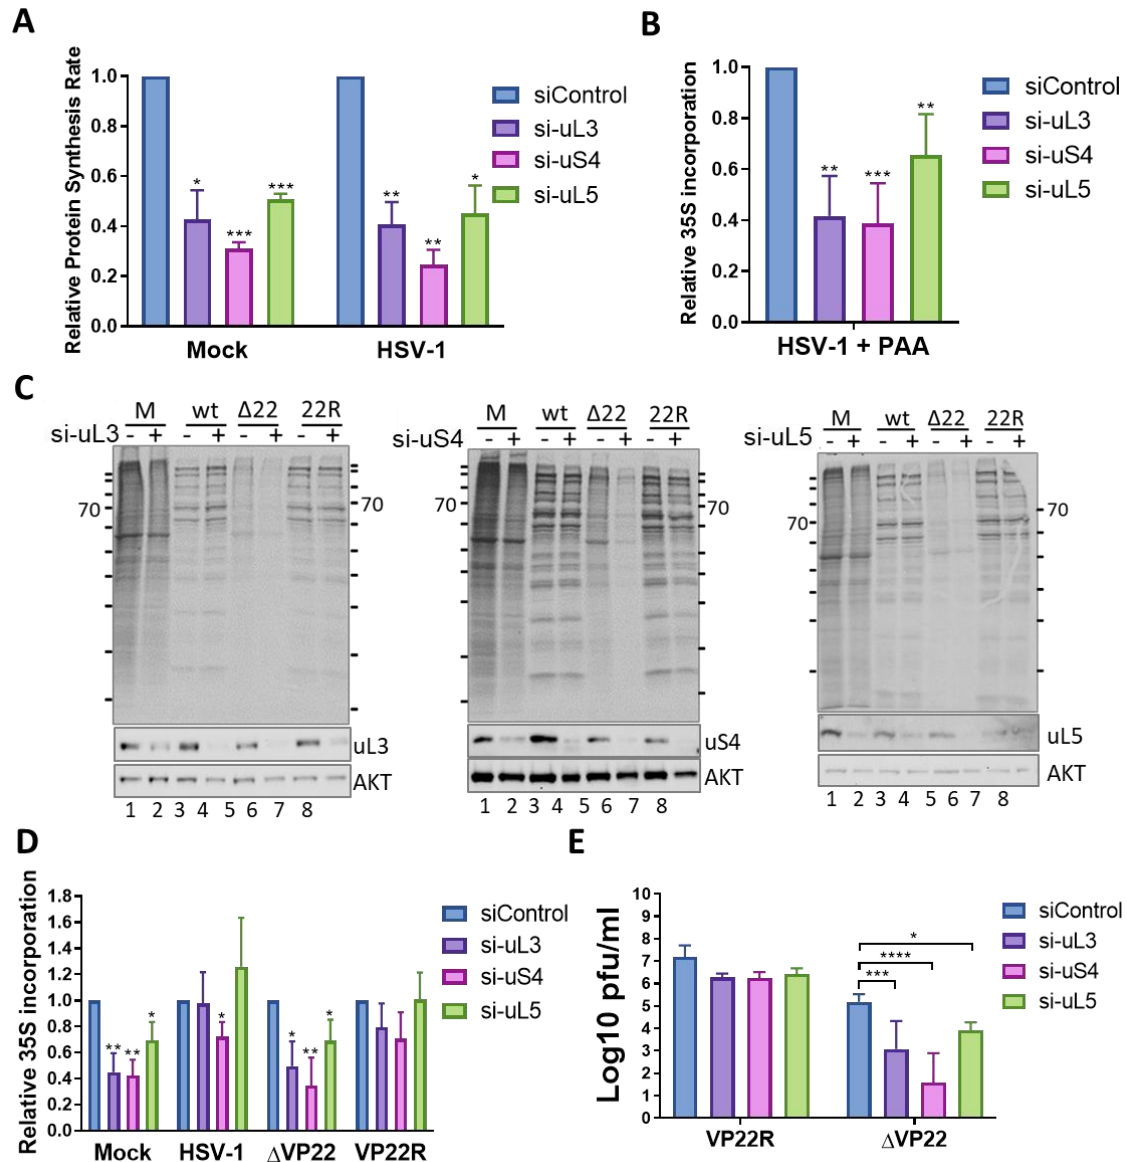 A
Relative Protein Synthesis Rate
1.0
0.8
0.6
0.4
0.2
0.0
*
***
***
**
**
*
Mock
HSV-1
siControl
si-uL3
si-uS4
si-uL5
B
Relative 35S incorporation
1.0
0.8
0.6
0.4
0.2
0.0
**
***
**
HSV-1 + PAA
siControl
si-uL3
si-uS4
si-uL5
C
M wt Δ22 22R
si-uL3 - + - + - + - +
70
70
uL3
AKT
1 2 3 4 5 6 7 8
M wt Δ22 22R
si-uS4 - + - + - + - +
70
70
uS4
AKT
1 2 3 4 5 6 7 8
M wt Δ22 22R
si-uL5 - + - + - + - +
70
70
uL5
AKT
1 2 3 4 5 6 7 8
D
Relative 35S incorporation
1.8
1.6
1.4
1.2
1.0
0.8
0.6
0.4
0.2
0.0
**
**
*
*
*
**
*
Mock
HSV-1
ΔVP22
VP22R
siControl
si-uL3
si-uS4
si-uL5
E
Log10 pfu/ml
10
9
8
7
6
5
4
3
2
1
0
*
****
***
VP22R
ΔVP22
siControl
si-uL3
si-uS4
si-uL5